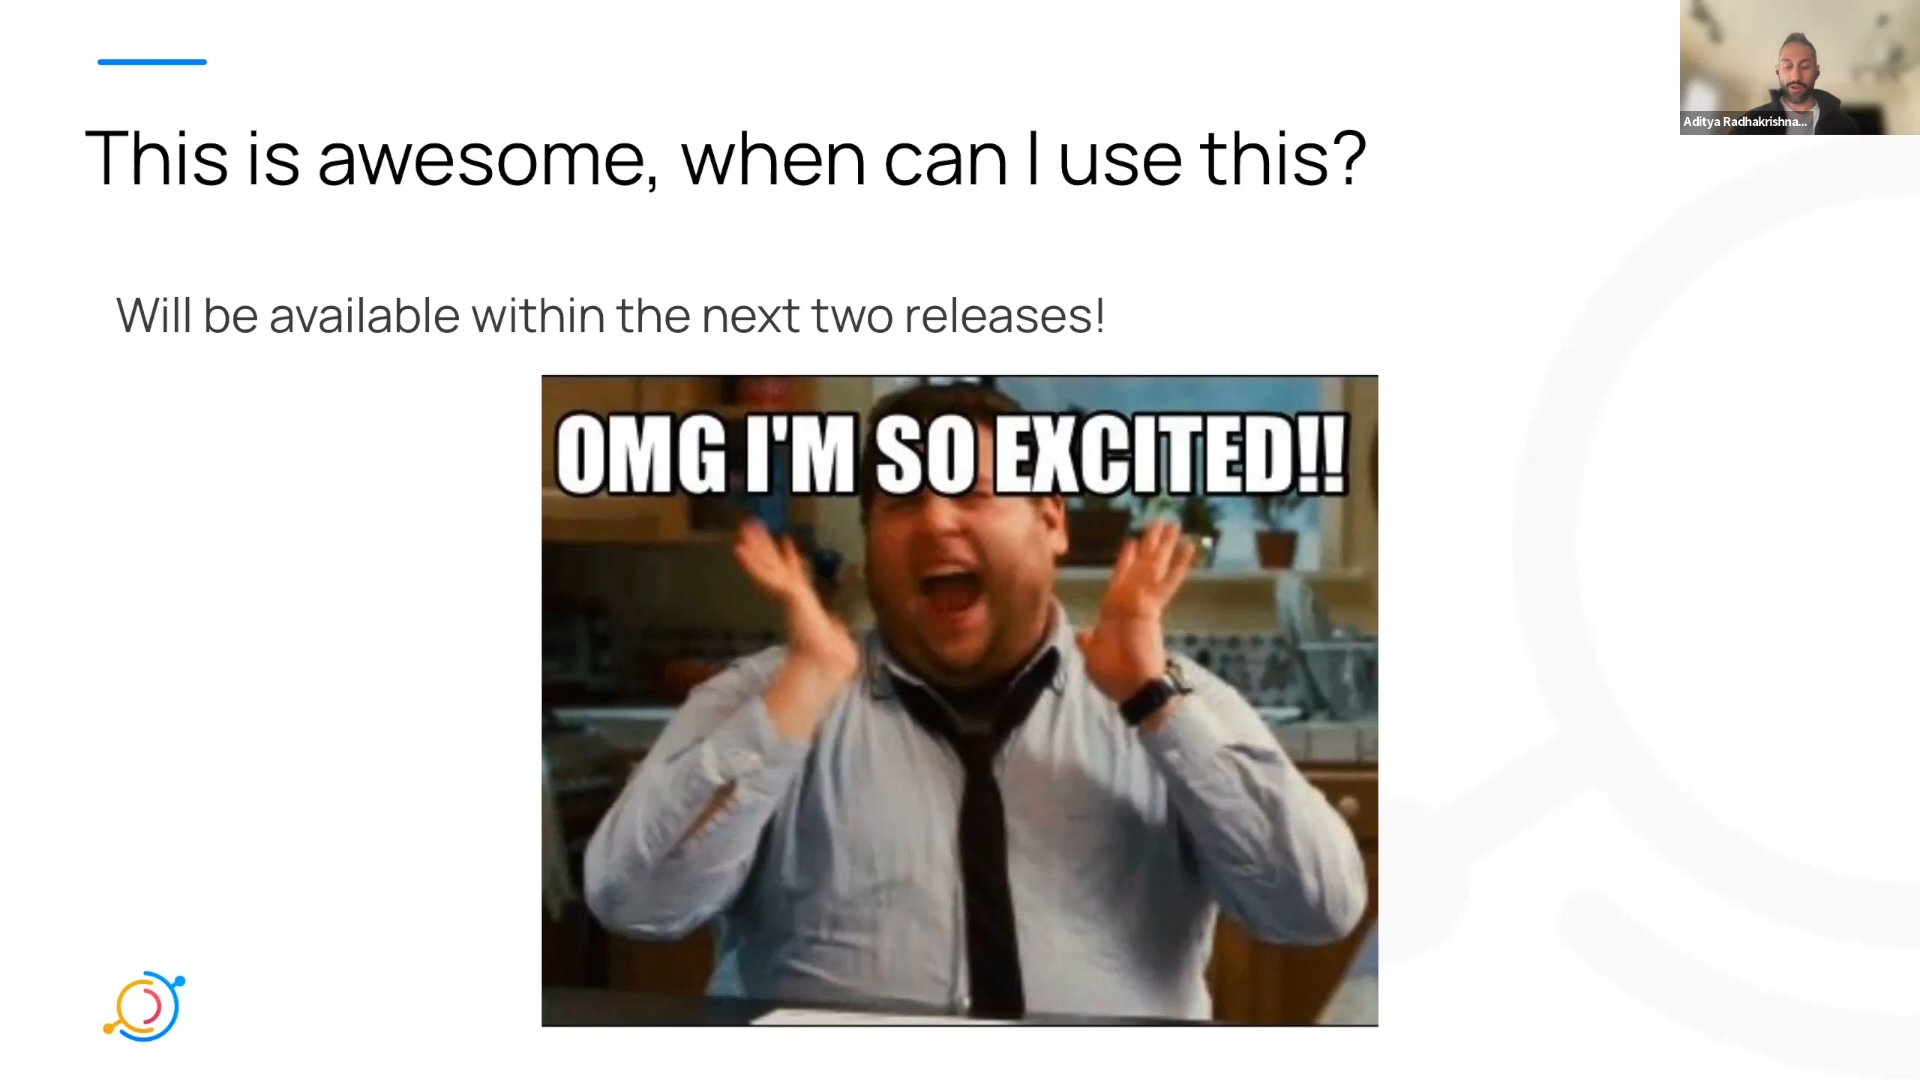 This is awesome, when can I use this?
Aditya Radhakrishna...
Will be available within the next two releases!
OMG I'M SO EXCITED!!